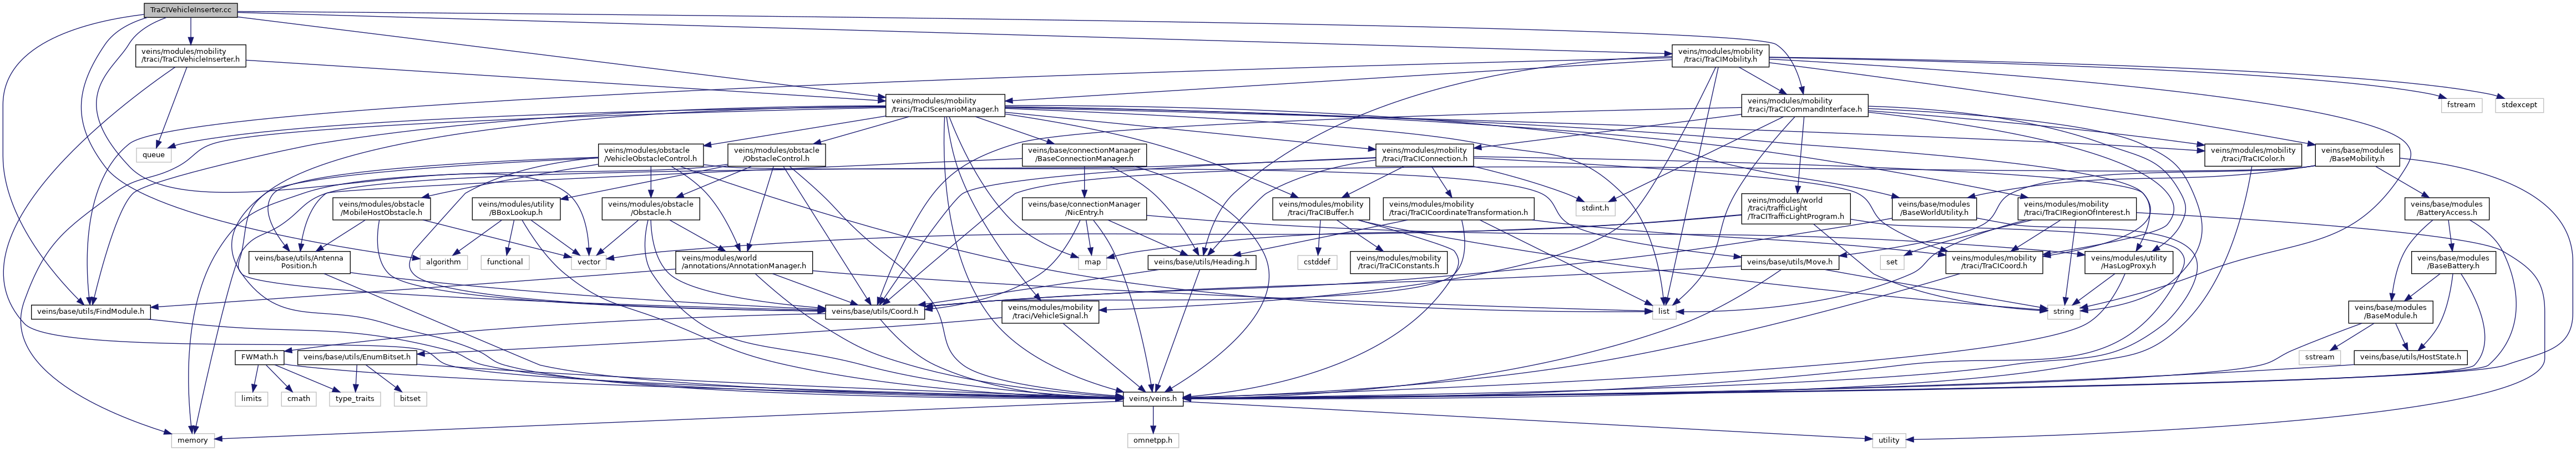 TraCIVehicleInserter.cc
veins/modules/mobility
/traci/TraCIVehicleInserter.h
veins/modules/mobility
/traci/TraCIMobility.h
veins/modules/mobility
/traci/TraCIScenarioManager.h
veins/modules/mobility
/traci/TraCICommandInterface.h
fstream
stdexcept
queue
veins/modules/obstacle
/VehicleObstacleControl.h
veins/modules/obstacle
/ObstacleControl.h
veins/base/connectionManager
/BaseConnectionManager.h
veins/modules/mobility
/traci/TraCIConnection.h
veins/modules/mobility
/traci/TraCIColor.h
veins/base/modules
/BaseMobility.h
veins/modules/obstacle
/MobileHostObstacle.h
veins/modules/utility
/BBoxLookup.h
veins/modules/obstacle
/Obstacle.h
veins/base/connectionManager
/NicEntry.h
veins/modules/mobility
/traci/TraCIBuffer.h
veins/modules/mobility
/traci/TraCICoordinateTransformation.h
stdint.h
veins/modules/world
/traci/trafficLight
/TraCITrafficLightProgram.h
veins/base/modules
/BaseWorldUtility.h
veins/modules/mobility
/traci/TraCIRegionOfInterest.h
veins/base/modules
/BatteryAccess.h
veins/base/utils/Antenna
Position.h
algorithm
functional
vector
veins/modules/world
/annotations/AnnotationManager.h
map
veins/base/utils/Heading.h
cstddef
veins/modules/mobility
/traci/TraCIConstants.h
veins/base/utils/Move.h
set
veins/modules/mobility
/traci/TraCICoord.h
veins/modules/utility
/HasLogProxy.h
veins/base/modules
/BaseBattery.h
veins/base/utils/FindModule.h
veins/base/utils/Coord.h
veins/modules/mobility
/traci/VehicleSignal.h
list
string
veins/base/modules
/BaseModule.h
FWMath.h
veins/base/utils/EnumBitset.h
sstream
veins/base/utils/HostState.h
limits
cmath
type_traits
bitset
veins/veins.h
memory
omnetpp.h
utility